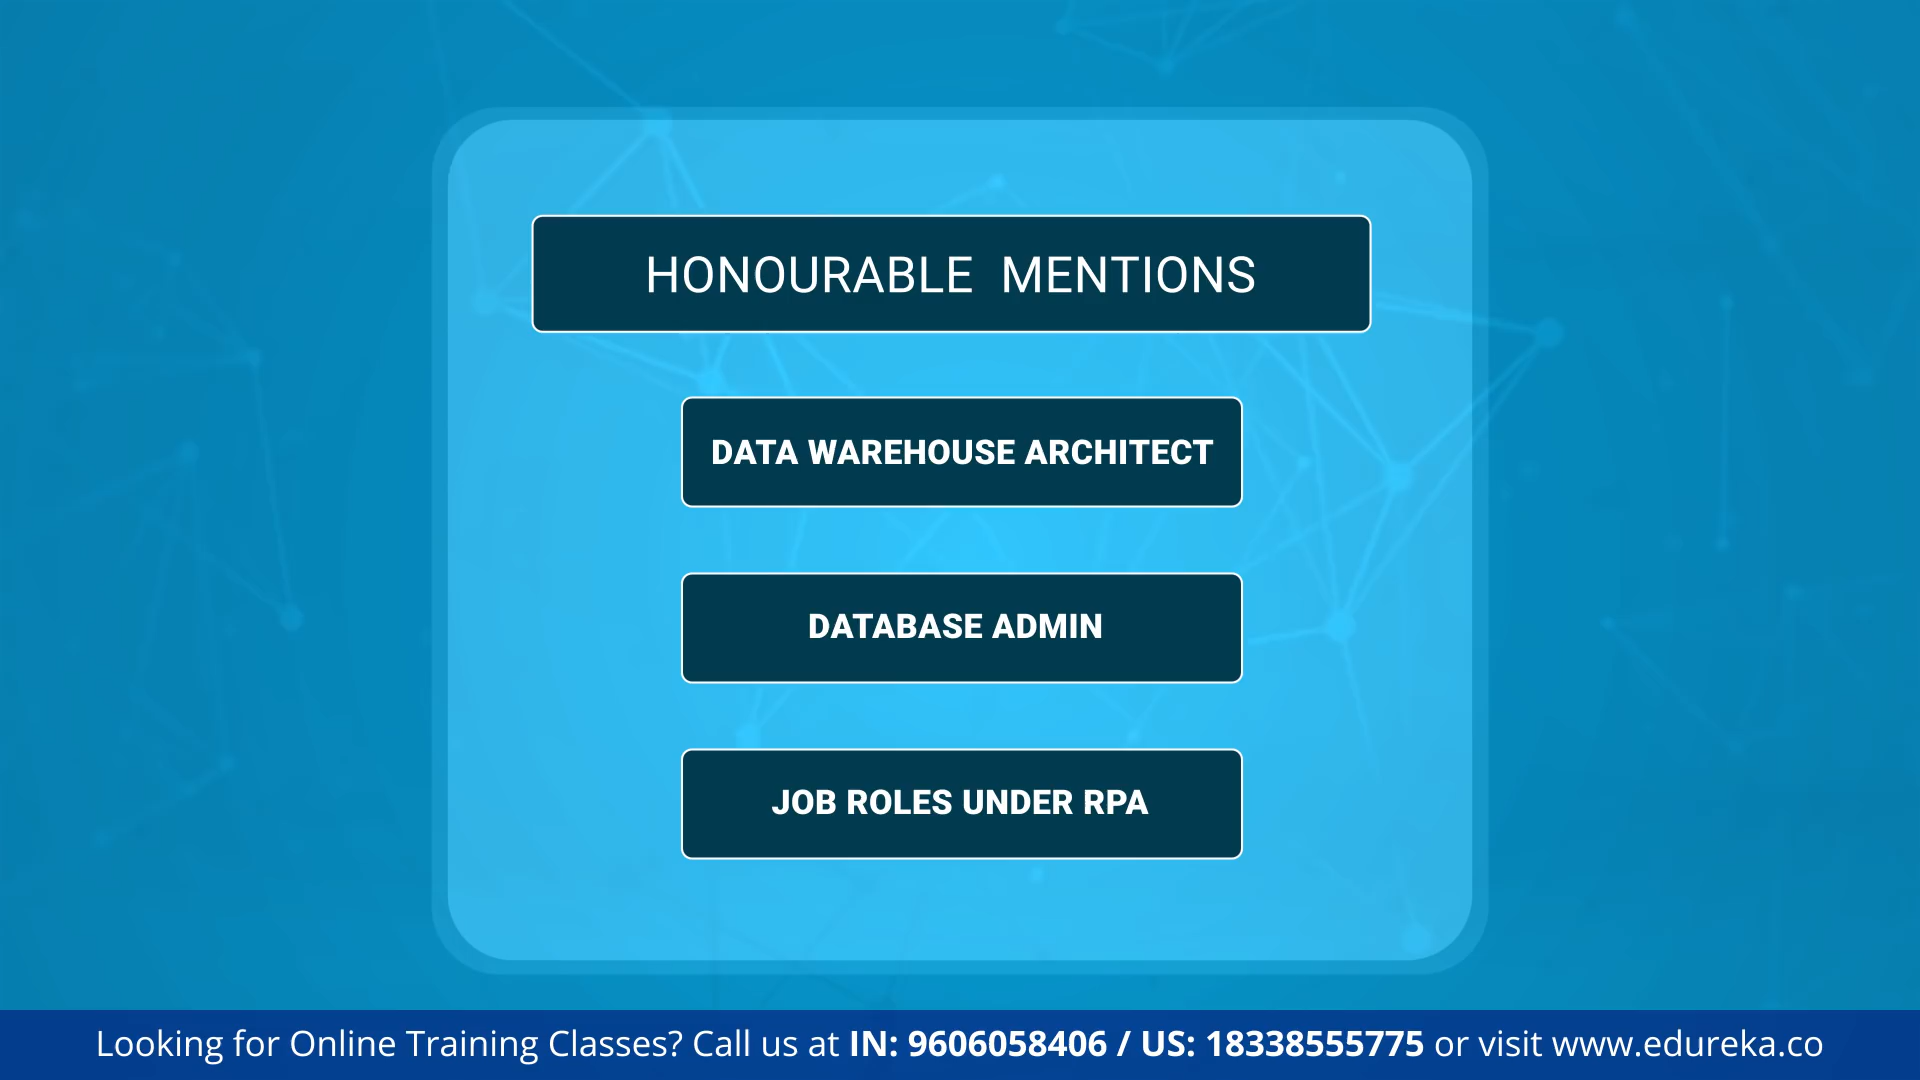 HONOURABLE MENTIONS
DATA WAREHOUSE ARCHITECT
DATABASE ADMIN
JOB ROLES UNDER RPA
Looking for Online Training Classes? Call us at IN: 9606058406 / US: 18338555775 or visit www.edureka.co